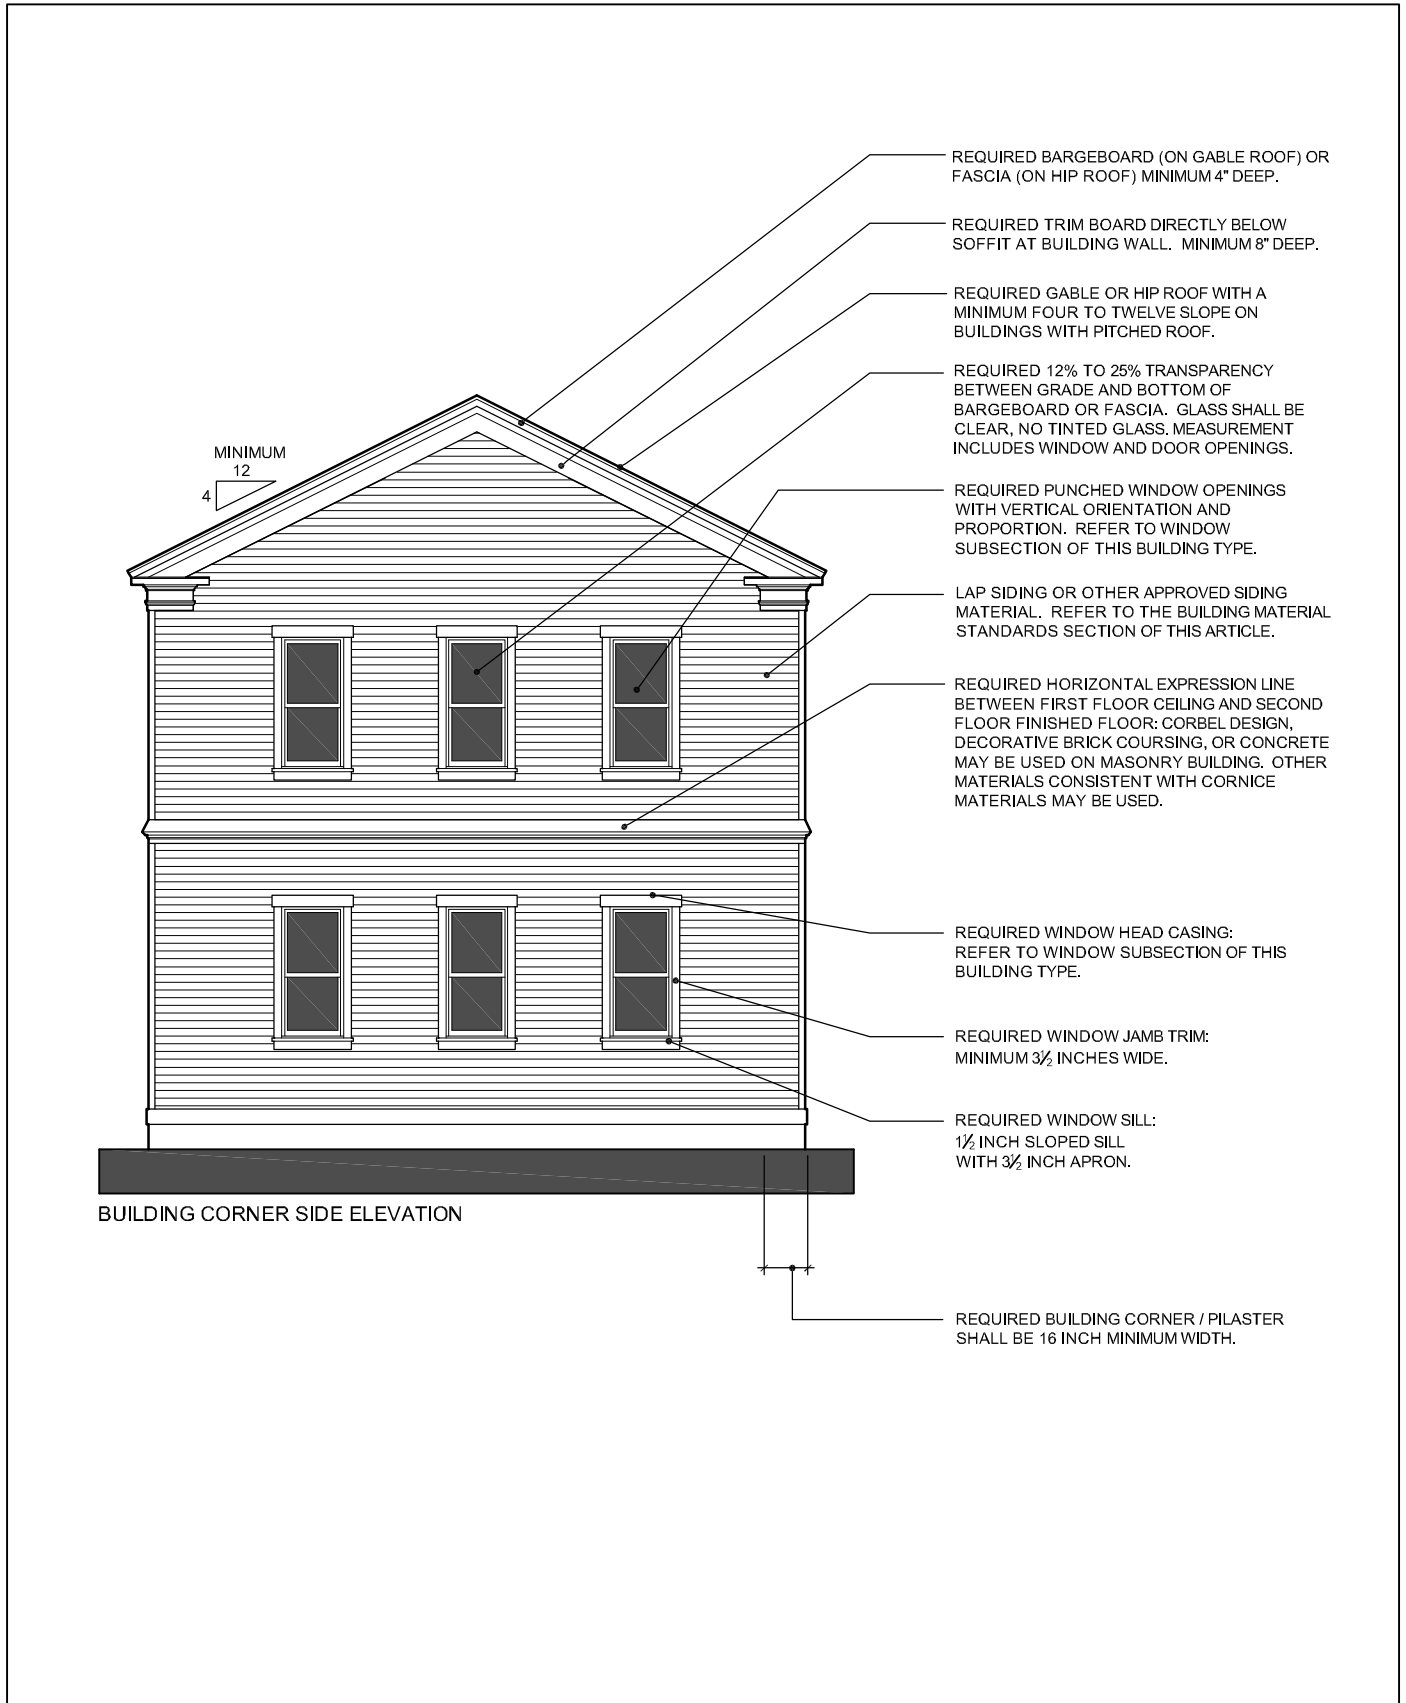 REQUIRED BARGEBOARD (ON GABLE ROOF) OR
FASCIA (ON HIP ROOF) MINIMUM 4" DEEP.
REQUIRED TRIM BOARD DIRECTLY BELOW
SOFFIT AT BUILDING WALL. MINIMUM 8" DEEP.
REQUIRED GABLE OR HIP ROOF WITH A
MINIMUM FOUR TO TWELVE SLOPE ON
BUILDINGS WITH PITCHED ROOF.
REQUIRED 12% TO 25% TRANSPARENCY
BETWEEN GRADE AND BOTTOM OF
BARGEBOARD OR FASCIA. GLASS SHALL BE
CLEAR, NO TINTED GLASS. MEASUREMENT
INCLUDES WINDOW AND DOOR OPENINGS.
MINIMUM
12
4
REQUIRED PUNCHED WINDOW OPENINGS
WITH VERTICAL ORIENTATION AND
PROPORTION. REFER TO WINDOW
SUBSECTION OF THIS BUILDING TYPE.
LAP SIDING OR OTHER APPROVED SIDING
MATERIAL. REFER TO THE BUILDING MATERIAL
STANDARDS SECTION OF THIS ARTICLE.
REQUIRED HORIZONTAL EXPRESSION LINE
BETWEEN FIRST FLOOR CEILING AND SECOND
FLOOR FINISHED FLOOR: CORBEL DESIGN,
DECORATIVE BRICK COURSING, OR CONCRETE
MAY BE USED ON MASONRY BUILDING. OTHER
MATERIALS CONSISTENT WITH CORNICE
MATERIALS MAY BE USED.
REQUIRED WINDOW HEAD CASING:
REFER TO WINDOW SUBSECTION OF THIS
BUILDING TYPE.
REQUIRED WINDOW JAMB TRIM:
MINIMUM 3½ INCHES WIDE.
REQUIRED WINDOW SILL:
1½ INCH SLOPED SILL
WITH 3½ INCH APRON.
BUILDING CORNER SIDE ELEVATION
REQUIRED BUILDING CORNER / PILASTER
SHALL BE 16 INCH MINIMUM WIDTH.